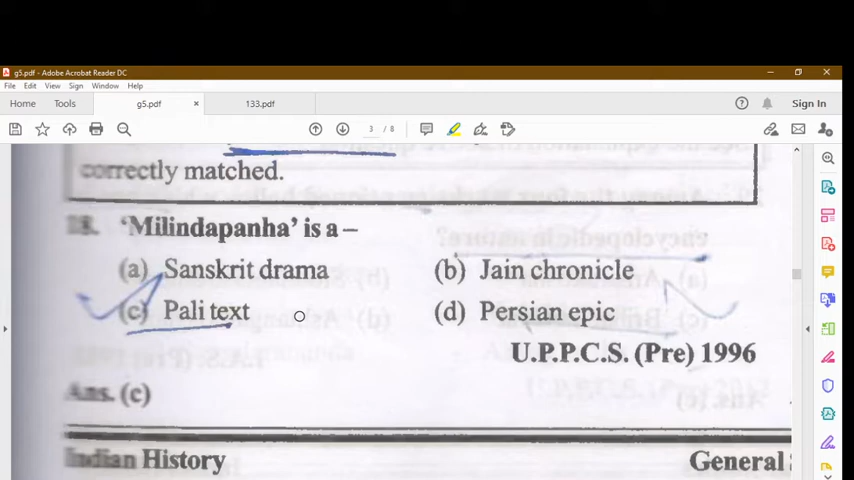 g5.pdf - Adobe Acrobat Reader DC
File Edit View Sign Window Help
Home Tools g5.pdf × 133.pdf Sign In
3 / 8
correctly matched.
18. 'Milindapanha' is a –
(a) Sanskrit drama (b) Jain chronicle
(c) Pali text (d) Persian epic
U.P.P.C.S. (Pre) 1996
Ans. (c)
Indian History General